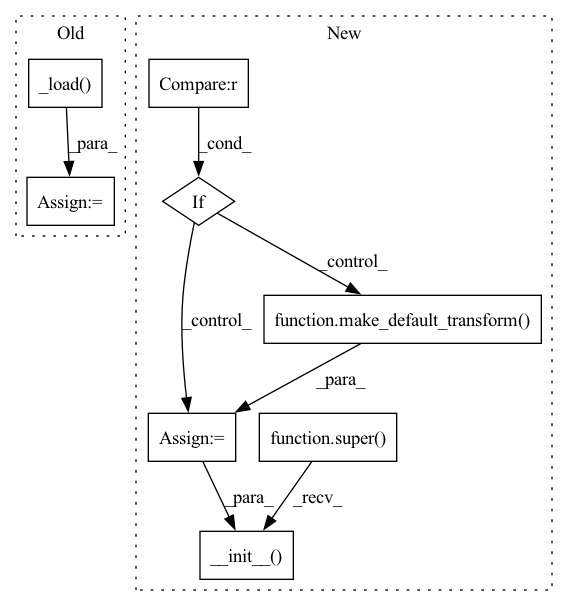 Old
New
_load()
Compare:r
_para_
_cond_
Assign:=
If
_control_
_control_
function.make_default_transform()
_para_
Assign:=
function.super()
_para_
_recv_
__init__()